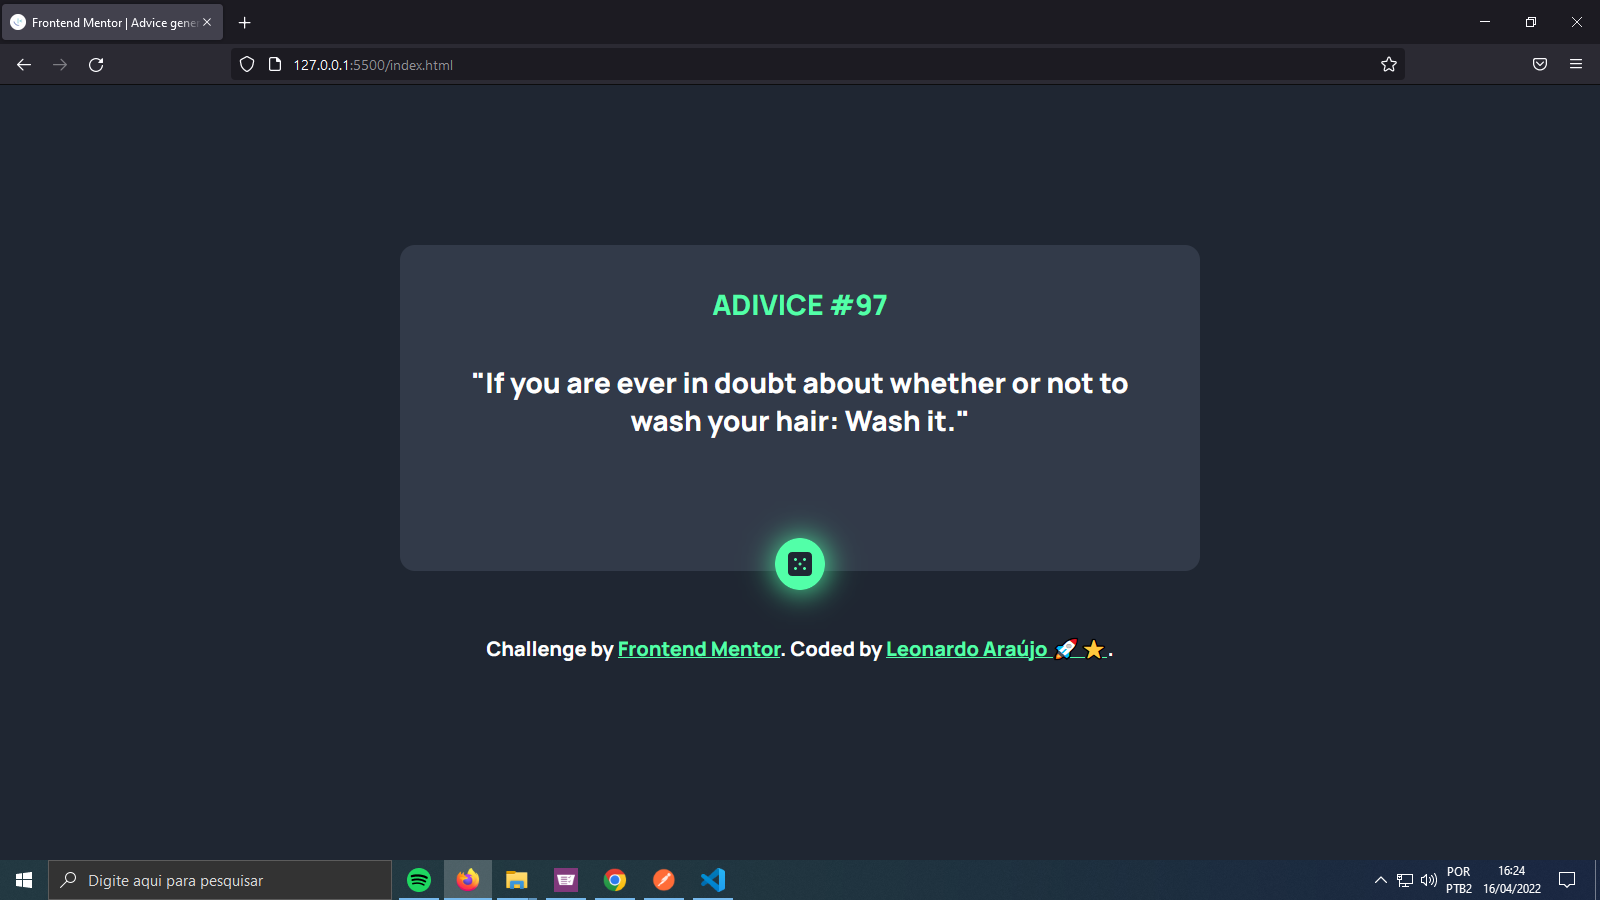 Frontend Mentor | Advice gener
127.0.0.1:5500/index.html
ADIVICE #97
"If you are ever in doubt about whether or not to
wash your hair: Wash it."
Challenge by Frontend Mentor. Coded by Leonardo Araújo 🚀⭐.
Digite aqui para pesquisar
POR
PTB2
16:24
16/04/2022